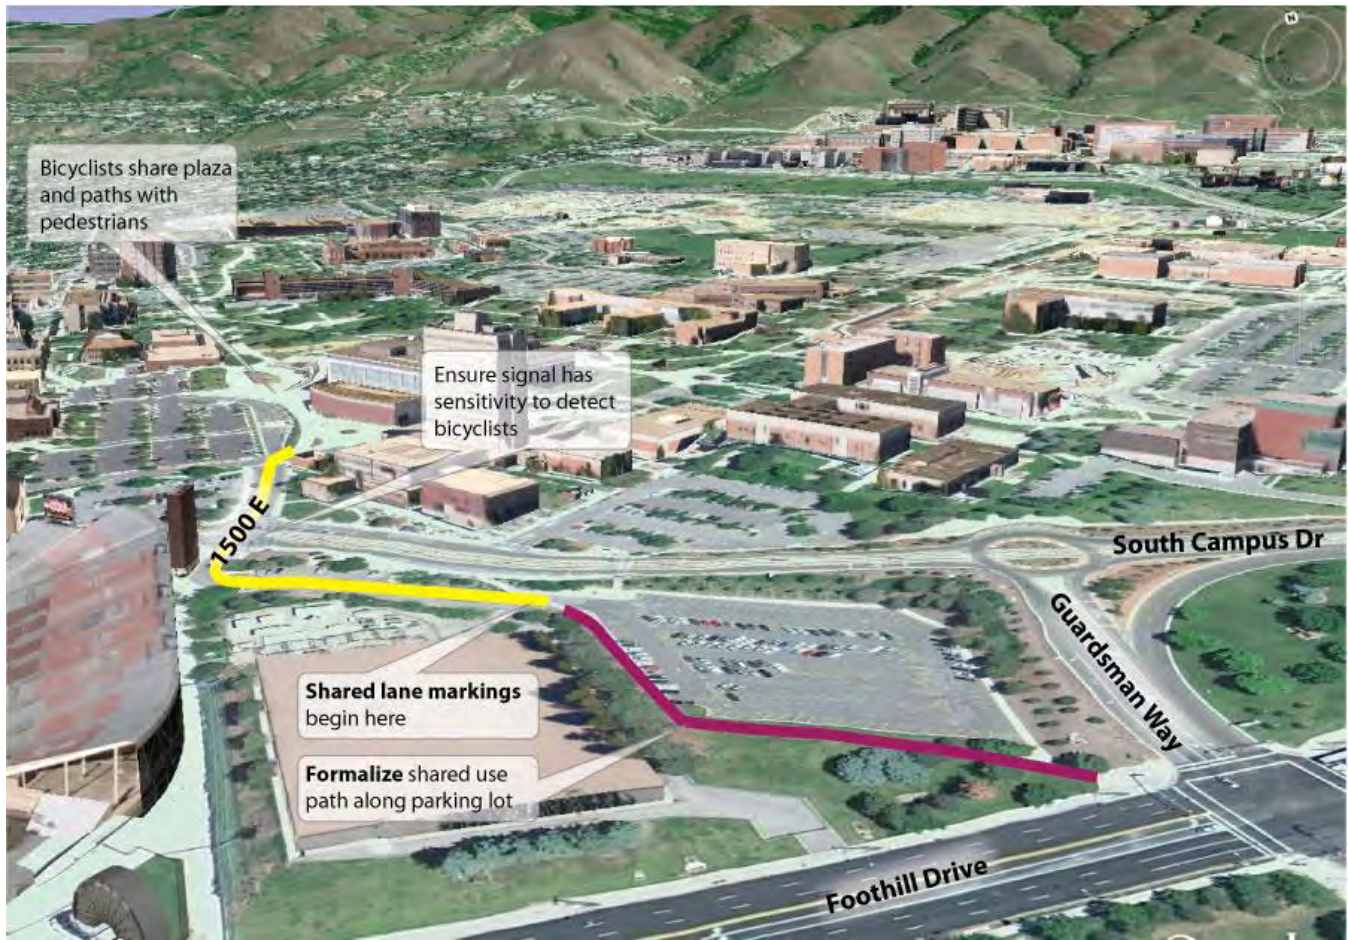 N
Bicyclists share plaza
and paths with
pedestrians
Ensure signal has
sensitivity to detect
bicyclists
1500 E
South Campus Dr
Guardsman Way
Shared lane markings
begin here
Formalize shared use
path along parking lot
Foothill Drive